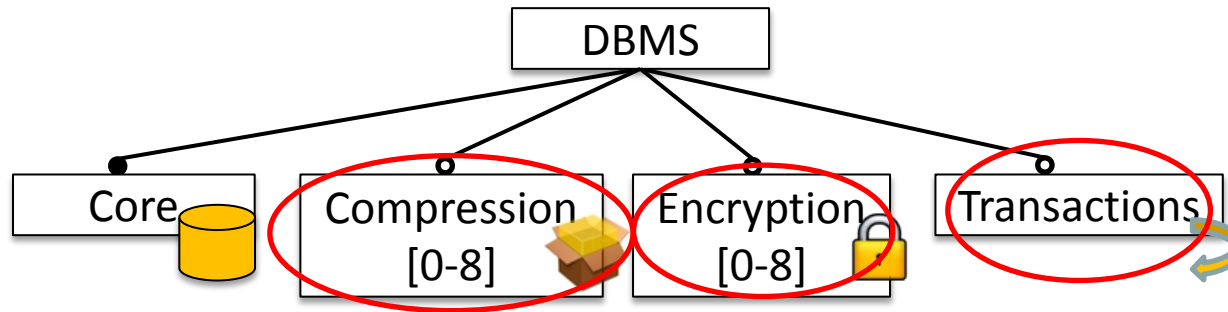 DBMS
Core
Compression
[0-8]
Encryption
[0-8]
Transactions